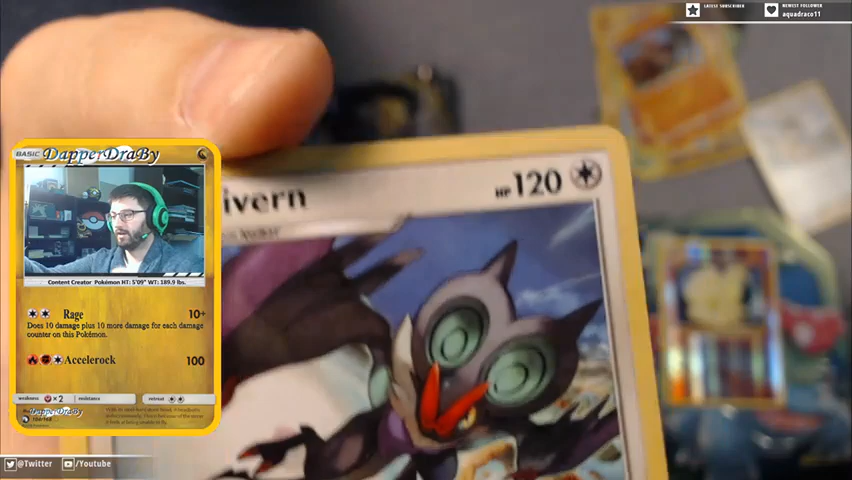 LATEST SUBSCRIBER
NEWEST FOLLOWER
aquadraco11
BASIC DapperDraBy
ivern
HP 120
Content Creator Pokémon HT: 5'09" WT: 189.9 lbs.
Rage 10+
Does 10 damage plus 10 more damage for each damage
counter on this Pokémon.
Accelerock 100
weakness ×2 resistance retreat
DapperDraBy
@Twitter /Youtube